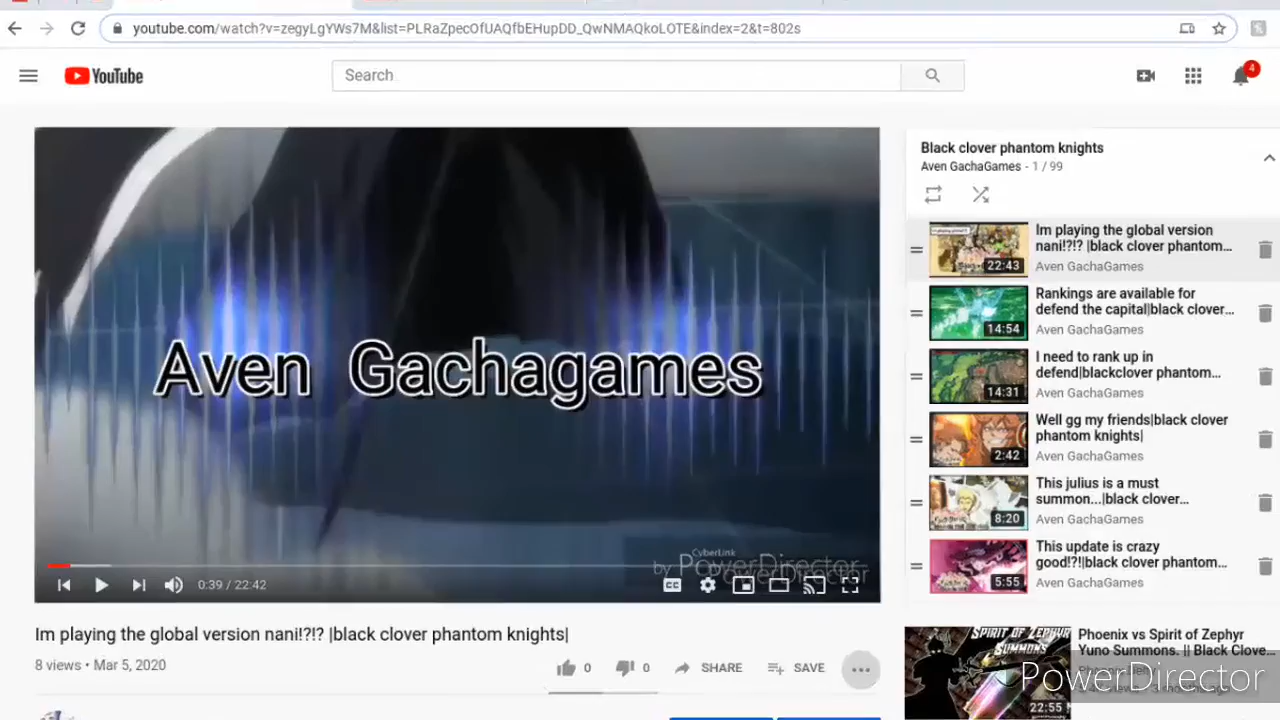 youtube.com/watch?v=zegyLgYWs7M&list=PLRaZpecOfUAQfbEHupDD_QwNMAQkoLOTE&index=2&t=802s
YouTube
Search
4
Aven Gachagames
CyberLink
by PowerDirector
0:39 / 22:42
CC
Im playing the global version nani!?!? |black clover phantom knights|
8 views • Mar 5, 2020
0
0
SHARE
SAVE
Black clover phantom knights
Aven GachaGames - 1 / 99
Im playing the global version
nani!?!? |black clover phantom...
Aven GachaGames
22:43
Rankings are available for
defend the capital|black clover...
Aven GachaGames
14:54
I need to rank up in
defend|blackclover phantom...
Aven GachaGames
14:31
Well gg my friends|black clover
phantom knights|
Aven GachaGames
2:42
This julius is a must
summon...|black clover...
Aven GachaGames
8:20
This update is crazy
good!?!|black clover phantom...
Aven GachaGames
5:55
SPIRIT OF ZEPHYR
SUMMONS
22:55
Phoenix vs Spirit of Zephyr
Yuno Summons. || Black Clove...
PowerDirector